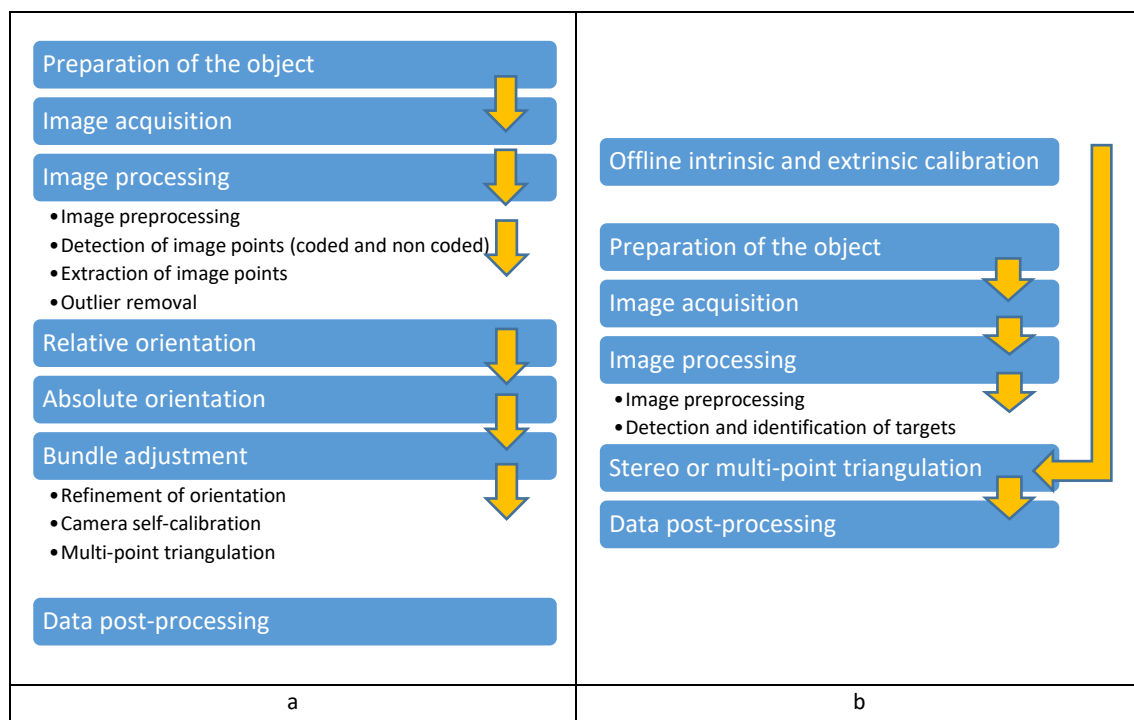 Preparation of the object
Image acquisition
Image processing
•Image preprocessing
•Detection of image points (coded and non coded)
•Extraction of image points
•Outlier removal
Relative orientation
Absolute orientation
Bundle adjustment
•Refinement of orientation
•Camera self-calibration
•Multi-point triangulation
Data post-processing
a
Offline intrinsic and extrinsic calibration
Preparation of the object
Image acquisition
Image processing
•Image preprocessing
•Detection and identification of targets
Stereo or multi-point triangulation
Data post-processing
b